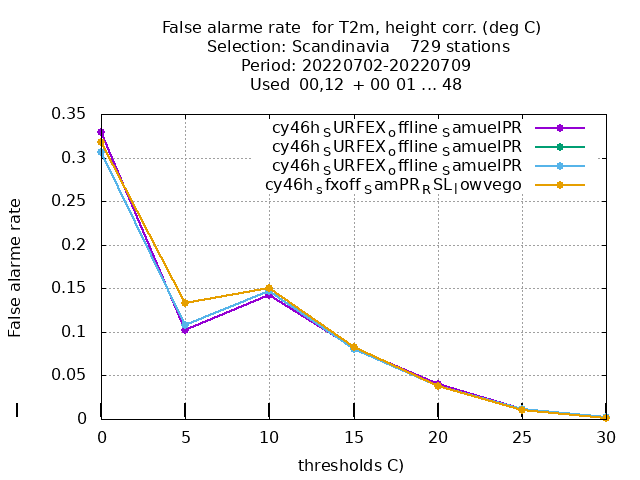 False alarme rate  for T2m, height corr. (deg C)
Selection: Scandinavia    729 stations
Period: 20220702-20220709
Used  00,12  + 00 01 ... 48
cy46h_SURFEX_offline_SamuelPR
cy46h_SURFEX_offline_SamuelPR
cy46h_SURFEX_offline_SamuelPR
cy46h_sfxoff_SamPR_RSL_lowvego
False alarme rate
0.35
0.3
0.25
0.2
0.15
0.1
0.05
0
0 5 10 15 20 25 30
thresholds C)